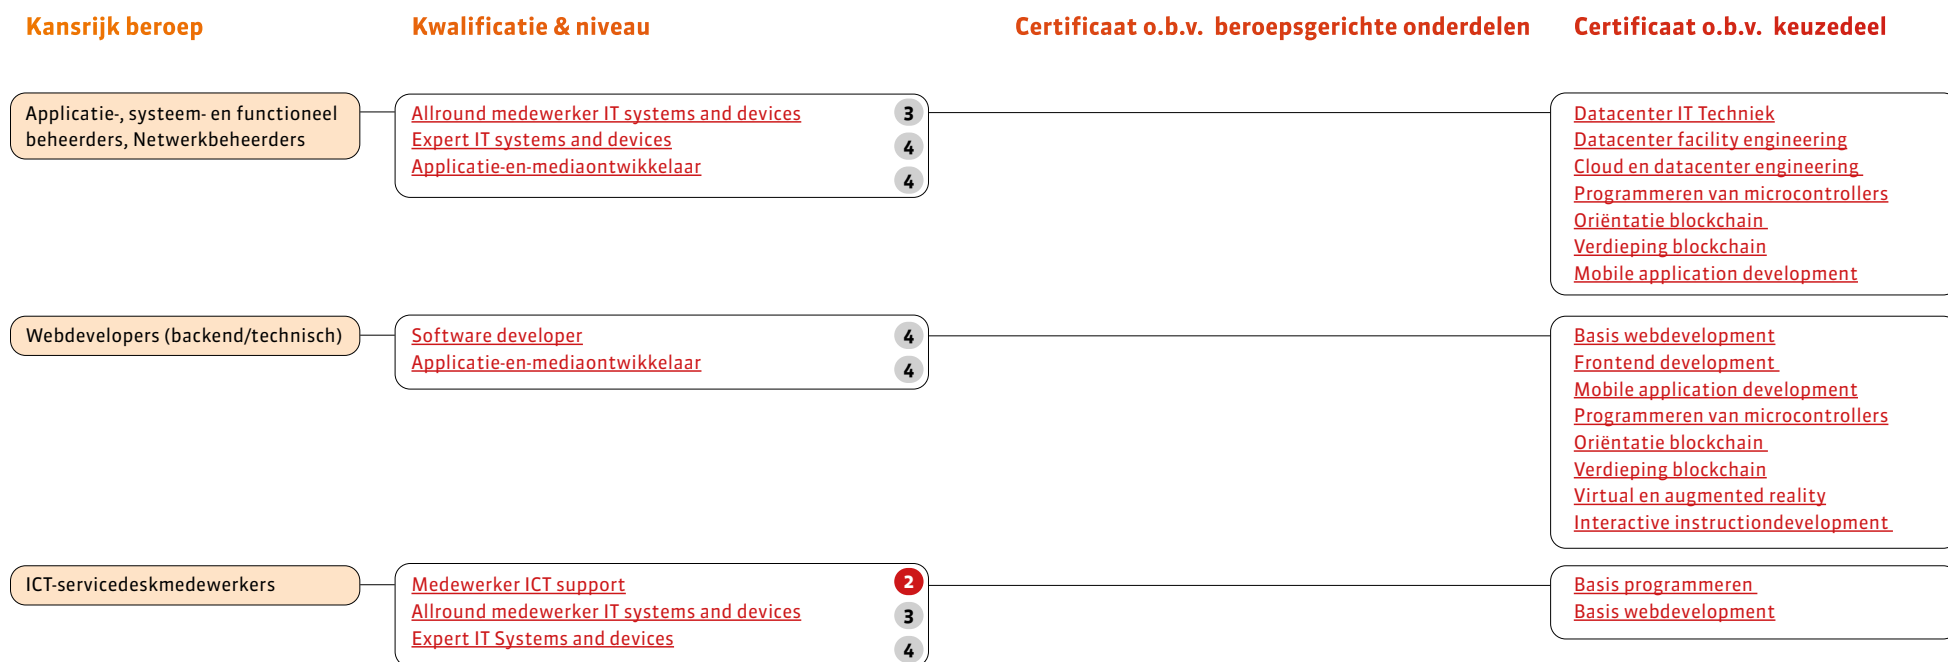 Kansrijk beroep
Kwalificatie & niveau
Certificaat o.b.v. beroepsgerichte onderdelen
Certificaat o.b.v. keuzedeel
Applicatie-, systeem- en functioneel
beheerders, Netwerkbeheerders
Allround medewerker IT systems and devices 3
Expert IT systems and devices 4
Applicatie-en-mediaontwikkelaar 4
Datacenter IT Techniek
Datacenter facility engineering
Cloud en datacenter engineering
Programmeren van microcontrollers
Oriëntatie blockchain
Verdieping blockchain
Mobile application development
Webdevelopers (backend/technisch)
Software developer 4
Applicatie-en-mediaontwikkelaar 4
Basis webdevelopment
Frontend development
Mobile application development
Programmeren van microcontrollers
Oriëntatie blockchain
Verdieping blockchain
Virtual en augmented reality
Interactive instructiondevelopment
ICT-servicedeskmedewerkers
Medewerker ICT support 2
Allround medewerker IT systems and devices 3
Expert IT Systems and devices 4
Basis programmeren
Basis webdevelopment